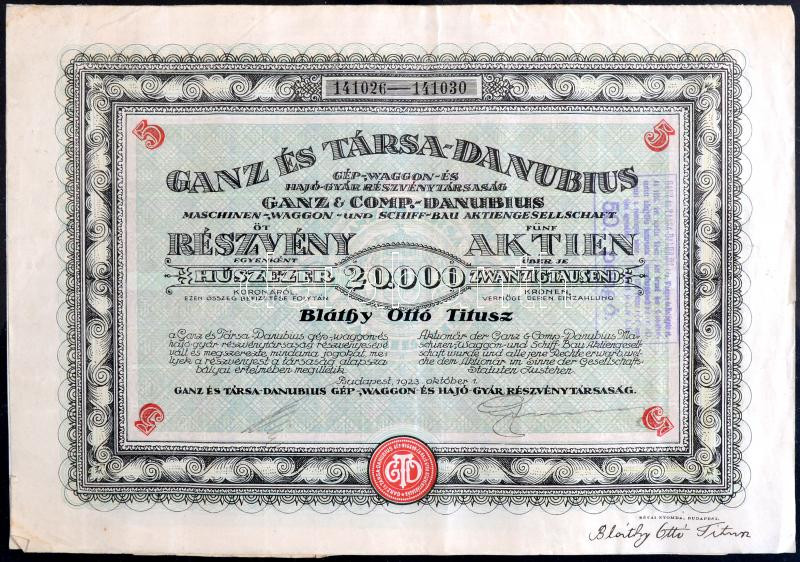 141026—141030
5 5
GANZ ÉS TÁRSA-DANUBIUS
GÉP-,WAGGON-ÉS
HAJÓ-GYÁR RÉSZVÉNYTÁRSASÁG
GANZ & COMP.-DANUBIUS
MASCHINEN-,WAGGON-UND SCHIFF-BAU AKTIENGESELLSCHAFT
ÖT FÜNF
RÉSZVÉNY AKTIEN
EGYENKÉNT ÜBER JE
HÚSZEZER 20.000 ZWANZIGTAUSEND
KORONÁRÓL KRONEN,
EZEN ÖSSZEG BEFIZETÉSE FOLYTÁN VERMÖGE DEREN EINZAHLUNG
Bláthy Ottó Titusz
a Ganz és Társa-Danubius gép-,waggon-és Aktionär der Ganz & Comp-Danubius Ma-
hajó-gyár részvénytársaság részvényesévé schinen-,Waggon-und Schiff-Bau Aktiengesell-
vált és megszerezte mindama jogokat, me- schaft wurde und alle jene Rechte erwarb, wel-
lyek a részvényest a társaság alapsza- che dem Aktionär im Sinne der Gesellschaft-
bályai értelmében megilletik. Statuten zustehen.
Budapest, 1923. október 1.
GANZ ÉS TÁRSA-DANUBIUS GÉP-,WAGGON-ÉS HAJÓ-GYÁR RÉSZVÉNYTÁRSASÁG.
5 5
RÉVAI NYOMDA, BUDAPEST.
Bláthy Ottó Titusz